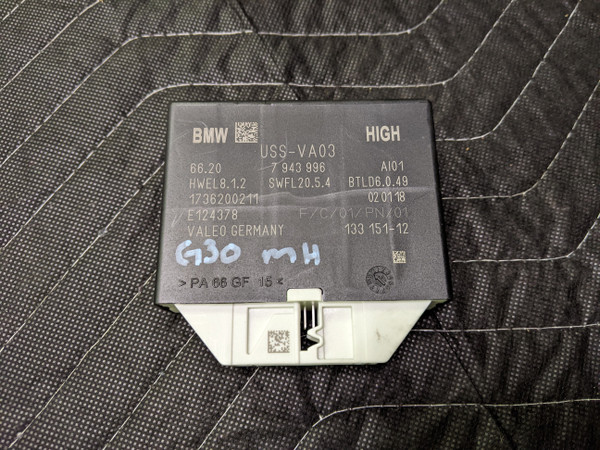 BMW HIGH
USS-VA03
66.20 7 943 996 AI01
HWEL8.1.2 SWFL20.5.4 BTLD6.0.49
1736200211 020118
E124378 F/C/01/PN/01
VALEO GERMANY 133 151-12
G30 MH
>PA 66 GF 15<